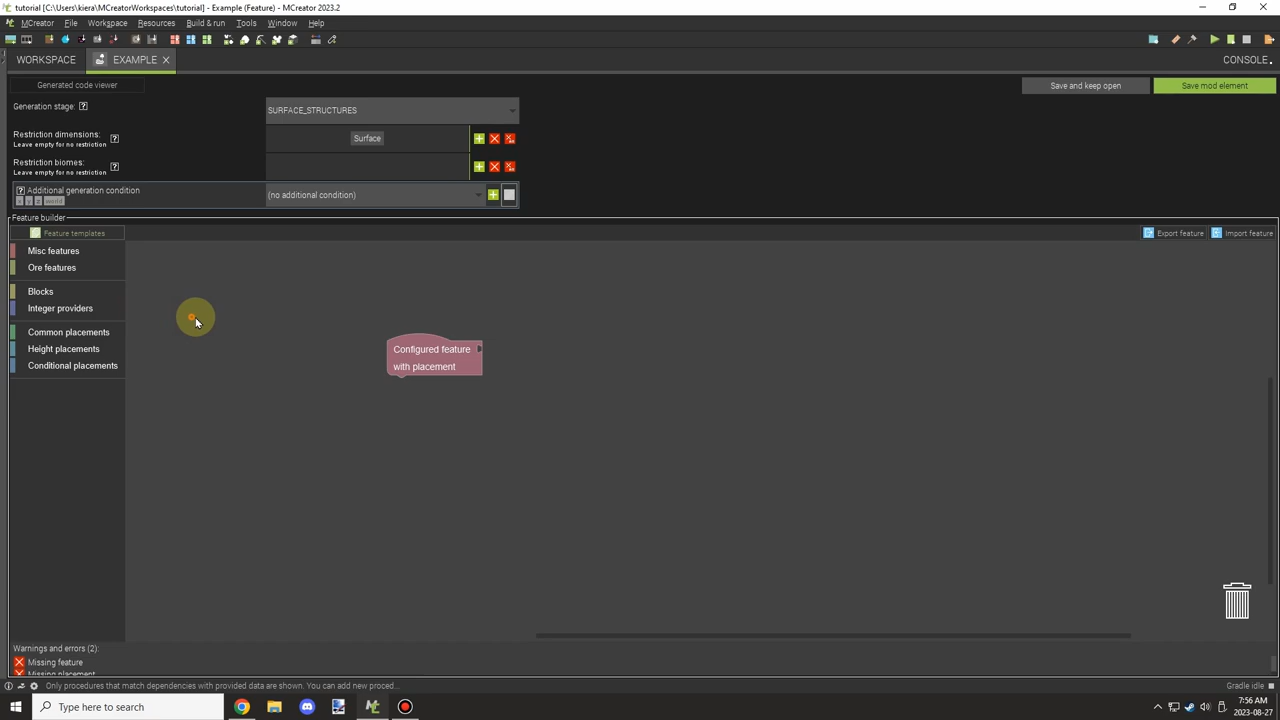 tutorial [C:\Users\kiera\MCreatorWorkspaces\tutorial] - Example (Feature) - MCreator 2023.2
MCreator File Workspace Resources Build & run Tools Window Help
WORKSPACE EXAMPLE CONSOLE
Generated code viewer Save and keep open Save mod element
Generation stage: ? SURFACE_STRUCTURES
Restriction dimensions: ? Surface
Leave empty for no restriction
Restriction biomes: ?
Leave empty for no restriction
? Additional generation condition (no additional condition)
x y z world
Feature builder
Feature templates Export feature Import feature
Misc features
Ore features
Blocks
Integer providers
Common placements
Height placements
Conditional placements
Configured feature
with placement
Warnings and errors (2):
Missing feature
Missing placement
Only procedures that match dependencies with provided data are shown. You can add new proced... Gradle idle
Type here to search
7:56 AM
2023-08-27